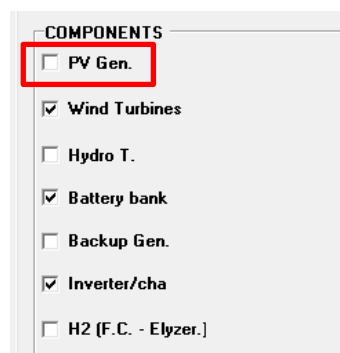 COMPONENTS
PV Gen.
Wind Turbines
Hydro T.
Battery bank
Backup Gen.
Inverter/cha
H2 (F.C. - Elyzer.)